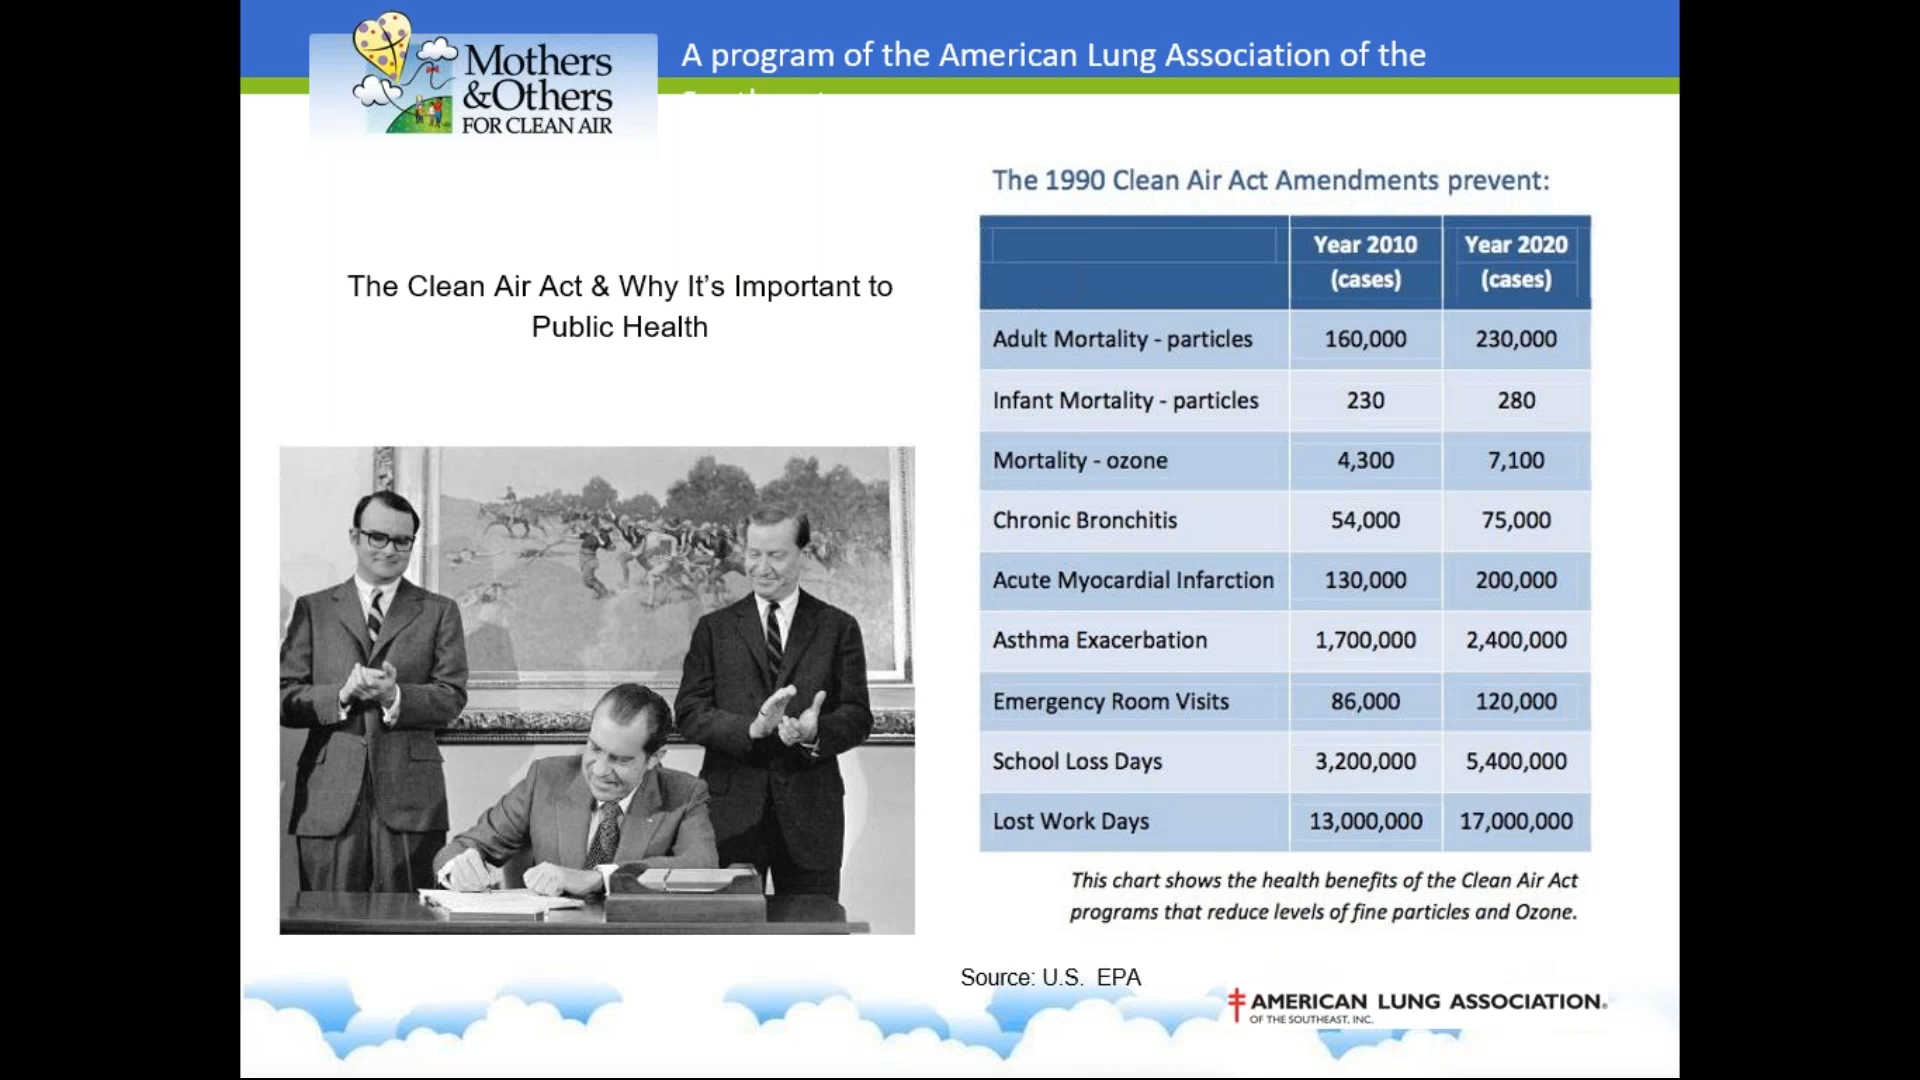 Mothers
&Others
FOR CLEAN AIR
A program of the American Lung Association of the
The Clean Air Act & Why It’s Important to
Public Health
The 1990 Clean Air Act Amendments prevent:
Year 2010 Year 2020
(cases) (cases)
Adult Mortality - particles 160,000 230,000
Infant Mortality - particles 230 280
Mortality - ozone 4,300 7,100
Chronic Bronchitis 54,000 75,000
Acute Myocardial Infarction 130,000 200,000
Asthma Exacerbation 1,700,000 2,400,000
Emergency Room Visits 86,000 120,000
School Loss Days 3,200,000 5,400,000
Lost Work Days 13,000,000 17,000,000
This chart shows the health benefits of the Clean Air Act
programs that reduce levels of fine particles and Ozone.
Source: U.S. EPA
AMERICAN LUNG ASSOCIATION®
OF THE SOUTHEAST, INC.